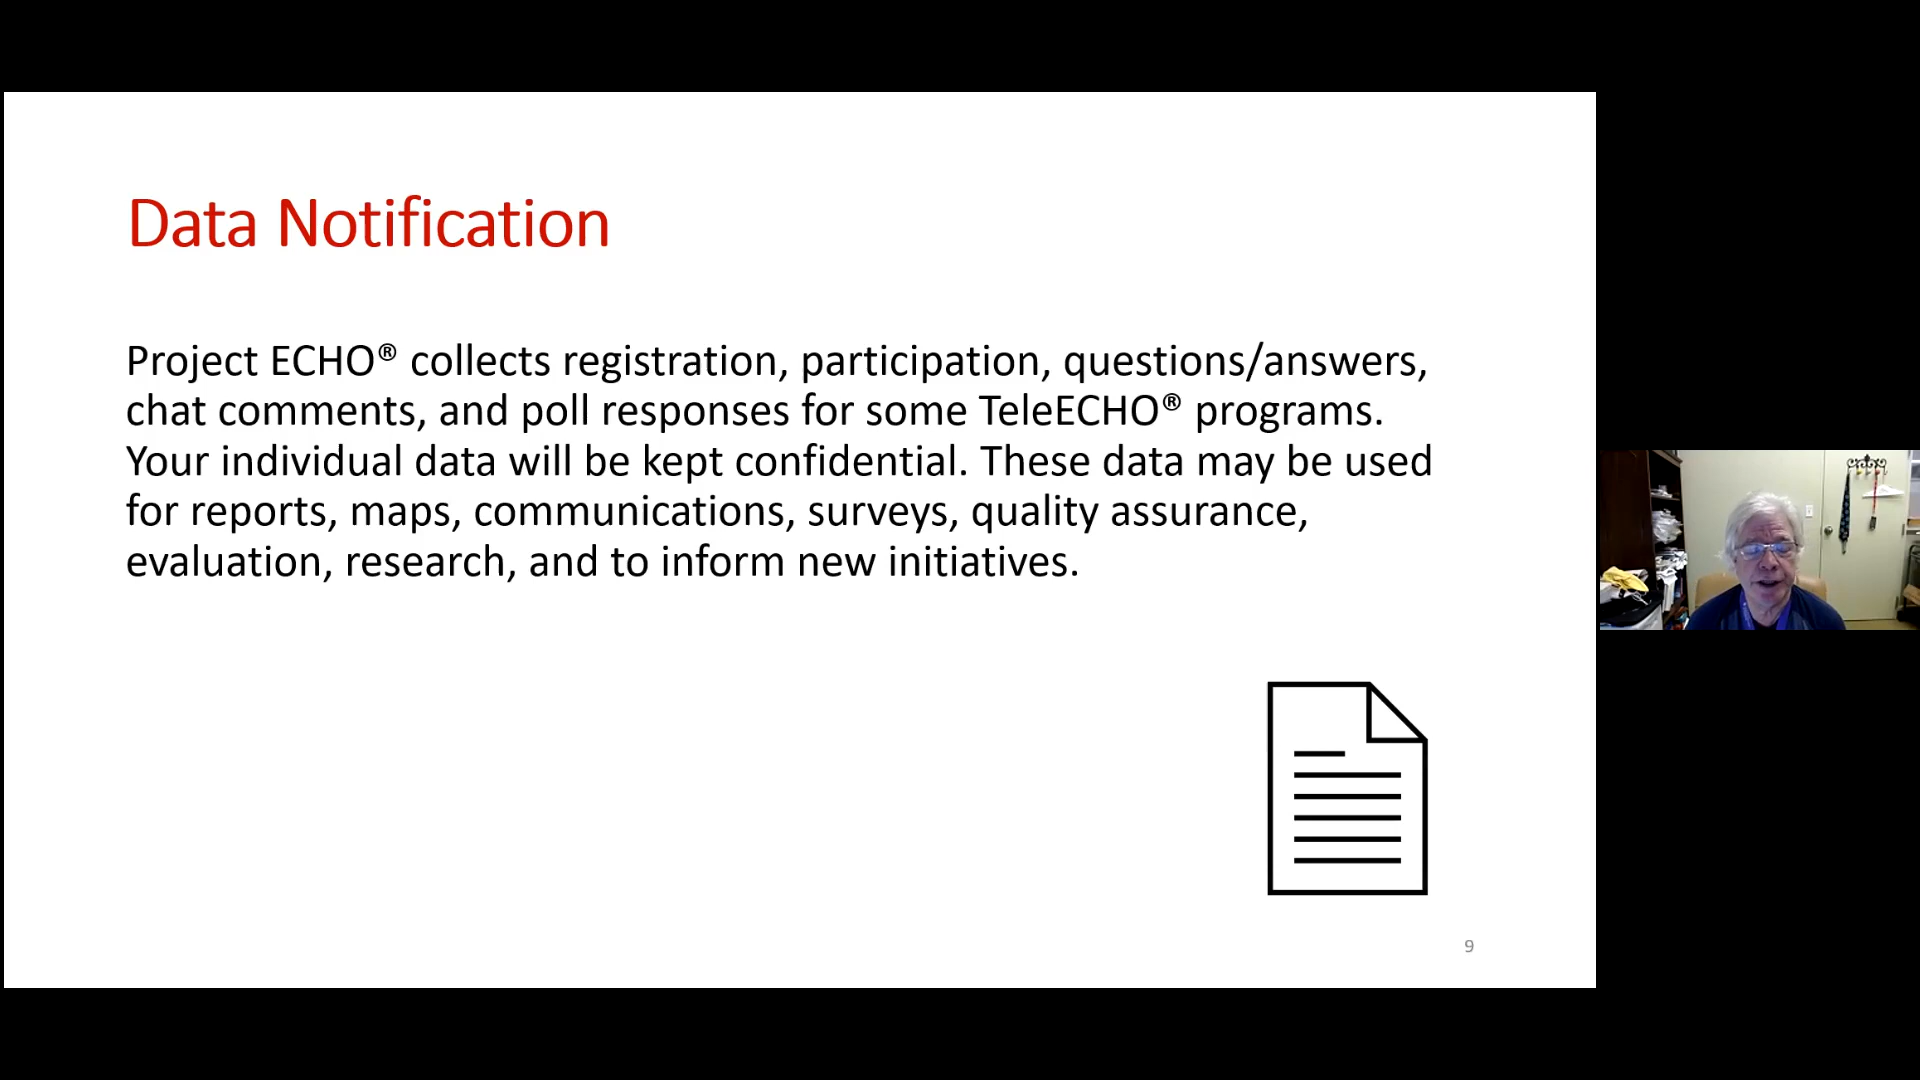 Data Notification
Project ECHO® collects registration, participation, questions/answers,
chat comments, and poll responses for some TeleECHO® programs.
Your individual data will be kept confidential. These data may be used
for reports, maps, communications, surveys, quality assurance,
evaluation, research, and to inform new initiatives.
9